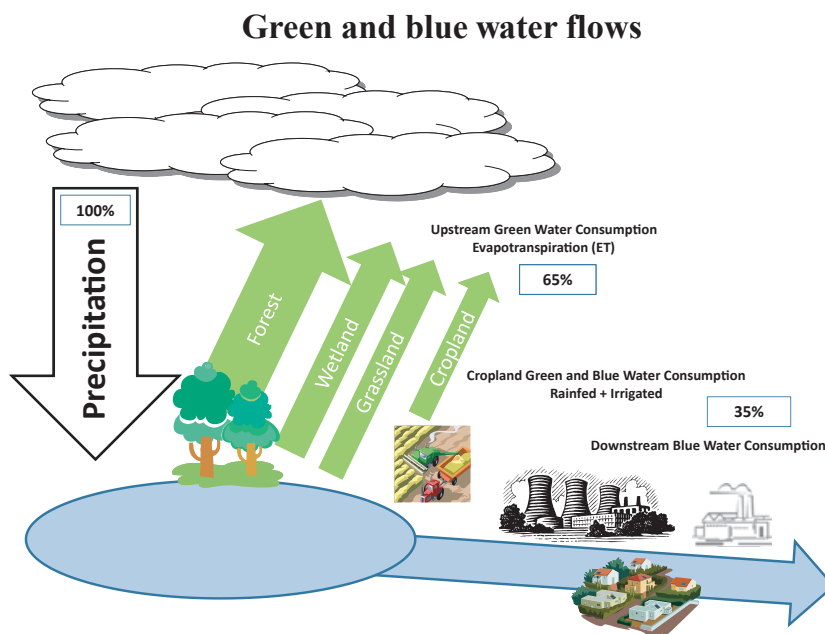 Green and blue water flows
100%
Precipitation
Forest
Wetland
Grassland
Cropland
Upstream Green Water Consumption
Evapotranspiration (ET)
65%
Cropland Green and Blue Water Consumption
Rainfed + Irrigated
35%
Downstream Blue Water Consumption